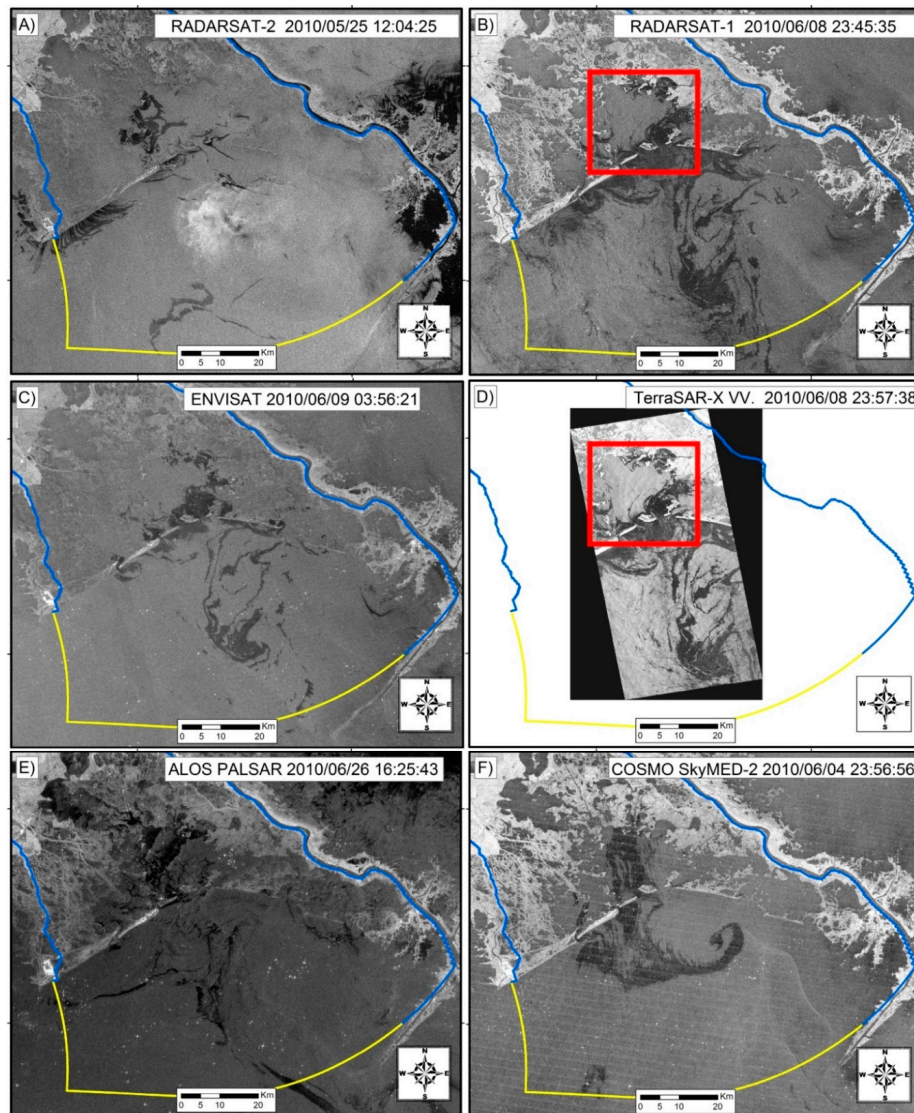 A) RADARSAT-2 2010/05/25 12:04:25
N
W E
S
0 5 10 20 Km
B) RADARSAT-1 2010/06/08 23:45:35
N
W E
S
0 5 10 20 Km
C) ENVISAT 2010/06/09 03:56:21
N
W E
S
0 5 10 20 Km
D) TerraSAR-X VV. 2010/06/08 23:57:38
N
W E
S
0 5 10 20 Km
E) ALOS PALSAR 2010/06/26 16:25:43
N
W E
S
0 5 10 20 Km
F) COSMO SkyMED-2 2010/06/04 23:56:56
N
W E
S
0 5 10 20 Km